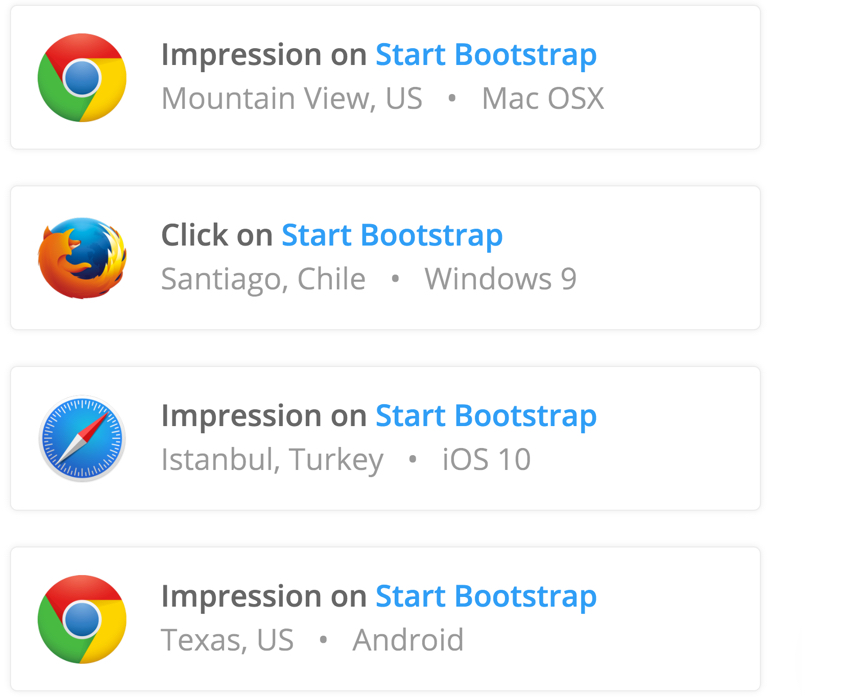 Impression on Start Bootstrap
Mountain View, US • Mac OSX
Click on Start Bootstrap
Santiago, Chile • Windows 9
Impression on Start Bootstrap
Istanbul, Turkey • iOS 10
Impression on Start Bootstrap
Texas, US • Android